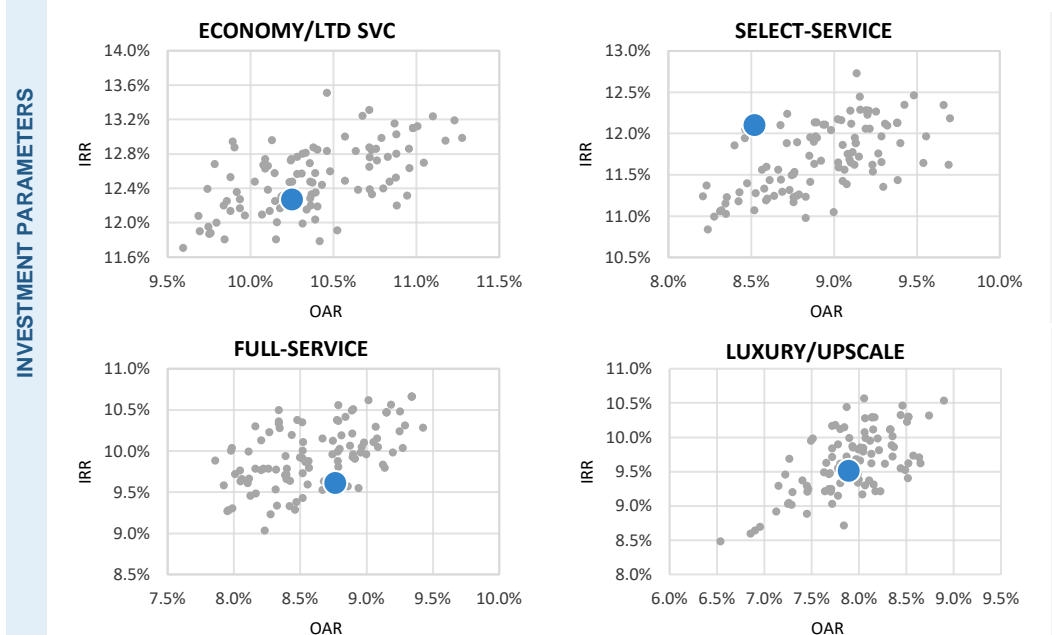 INVESTMENT PARAMETERS
ECONOMY/LTD SVC
14.0%
13.6%
13.2%
12.8%
12.4%
12.0%
11.6%
IRR
9.5% 10.0% 10.5% 11.0% 11.5%
OAR
SELECT-SERVICE
13.0%
12.5%
12.0%
11.5%
11.0%
10.5%
IRR
8.0% 8.5% 9.0% 9.5% 10.0%
OAR
FULL-SERVICE
11.0%
10.5%
10.0%
9.5%
9.0%
8.5%
IRR
7.5% 8.0% 8.5% 9.0% 9.5% 10.0%
OAR
LUXURY/UPSCALE
11.0%
10.5%
10.0%
9.5%
9.0%
8.5%
8.0%
IRR
6.0% 6.5% 7.0% 7.5% 8.0% 8.5% 9.0% 9.5%
OAR